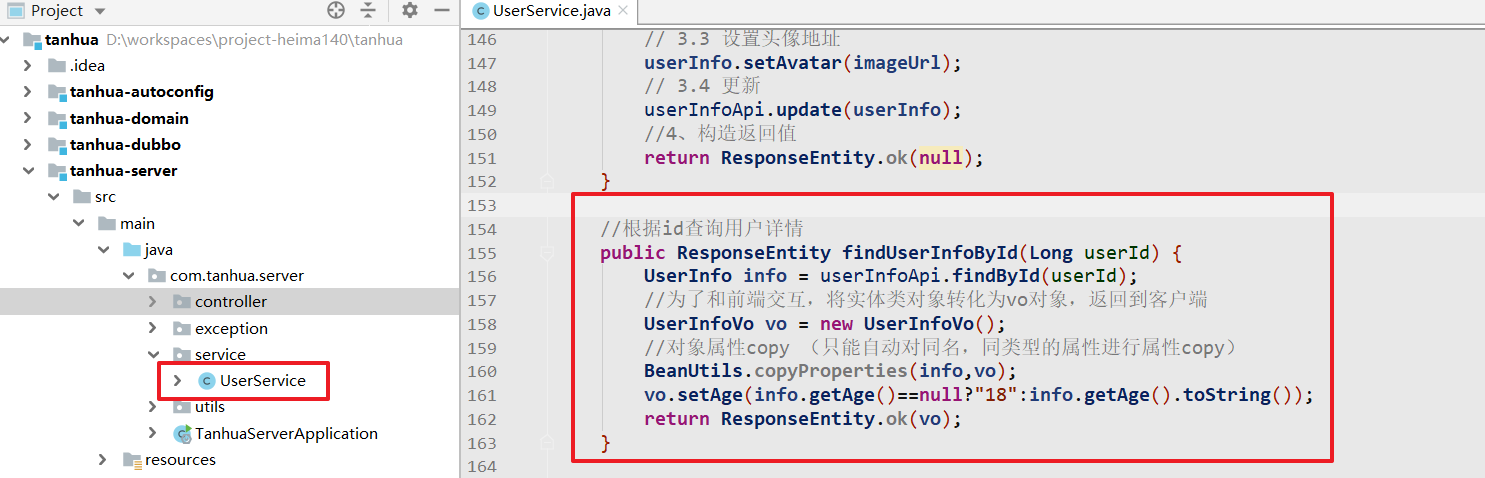 Project
tanhua D:\workspaces\project-heima140\tanhua
.idea
tanhua-autoconfig
tanhua-domain
tanhua-dubbo
tanhua-server
src
main
java
com.tanhua.server
controller
exception
service
UserService
utils
TanhuaServerApplication
resources
UserService.java
146 // 3.3 设置头像地址
147 userInfo.setAvatar(imageUrl);
148 // 3.4 更新
149 userInfoApi.update(userInfo);
150 //4、构造返回值
151 return ResponseEntity.ok(null);
152 }
153
154 //根据id查询用户详情
155 public ResponseEntity findUserInfoById(Long userId) {
156 UserInfo info = userInfoApi.findById(userId);
157 //为了和前端交互，将实体类对象转化为vo对象，返回到客户端
158 UserInfoVo vo = new UserInfoVo();
159 //对象属性copy （只能自动对同名，同类型的属性进行属性copy）
160 BeanUtils.copyProperties(info,vo);
161 vo.setAge(info.getAge()==null?"18":info.getAge().toString());
162 return ResponseEntity.ok(vo);
163 }
164